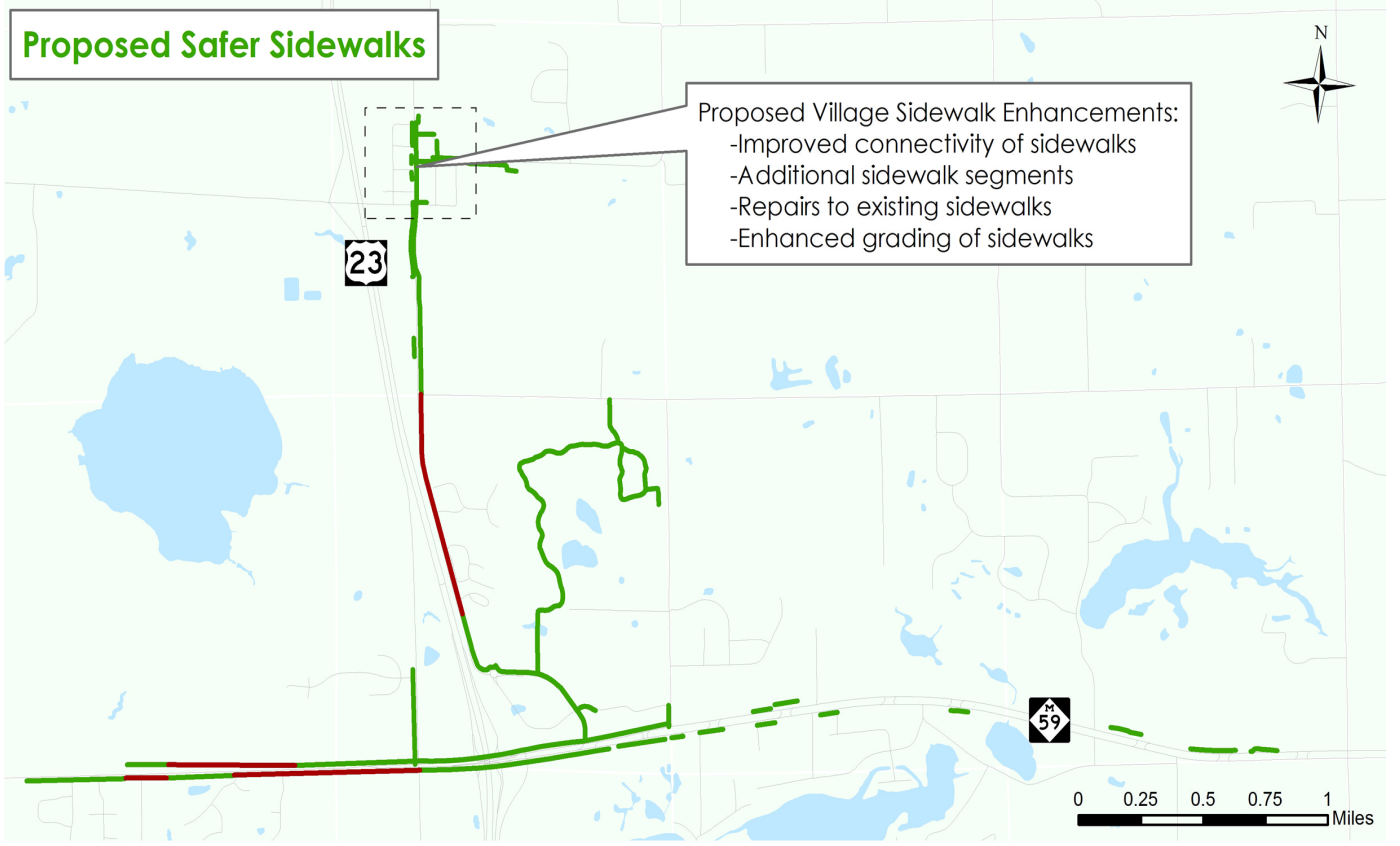 Proposed Safer Sidewalks
N
Proposed Village Sidewalk Enhancements:
-Improved connectivity of sidewalks
-Additional sidewalk segments
-Repairs to existing sidewalks
-Enhanced grading of sidewalks
23
M
59
0 0.25 0.5 0.75 1
Miles